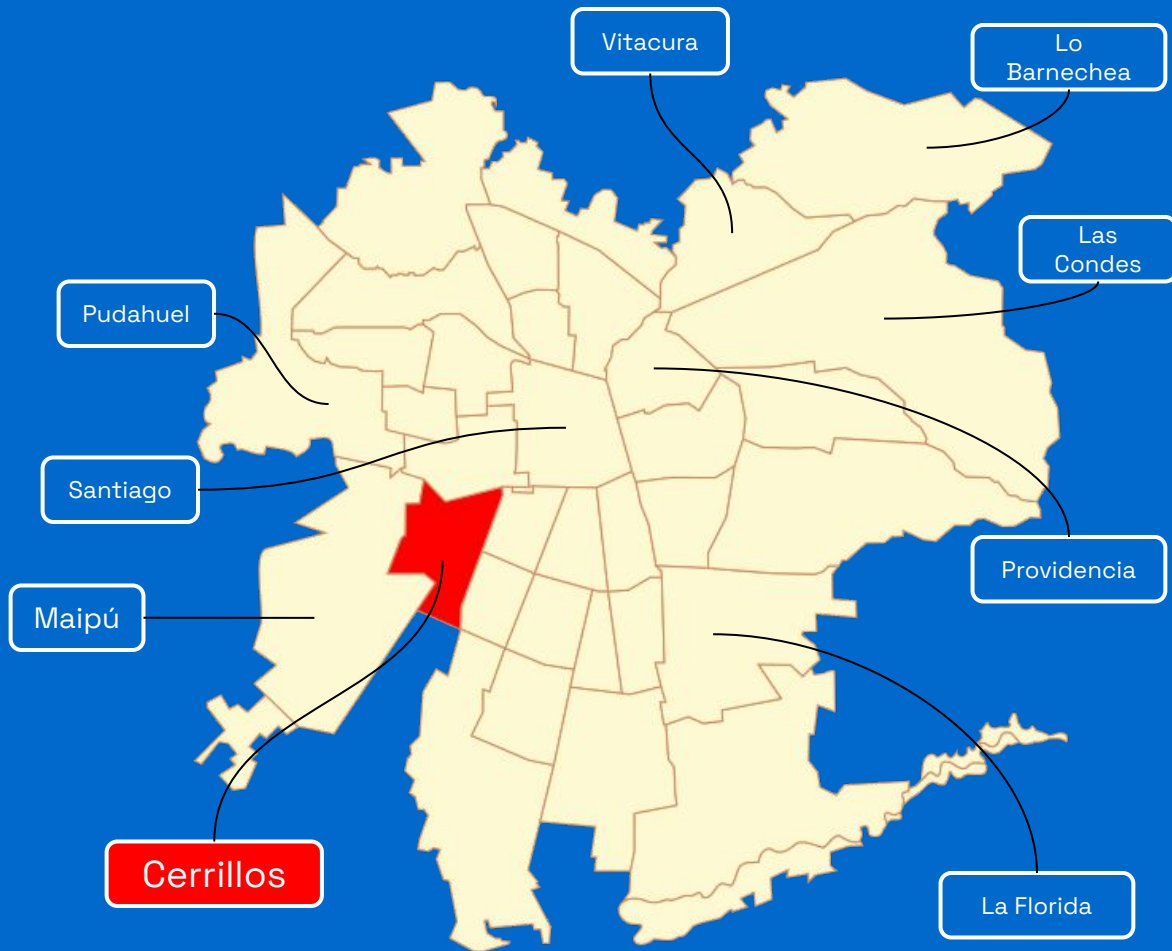 Vitacura
Lo
Barnechea
Las
Condes
Pudahuel
Santiago
Providencia
Maipú
Cerrillos
La Florida